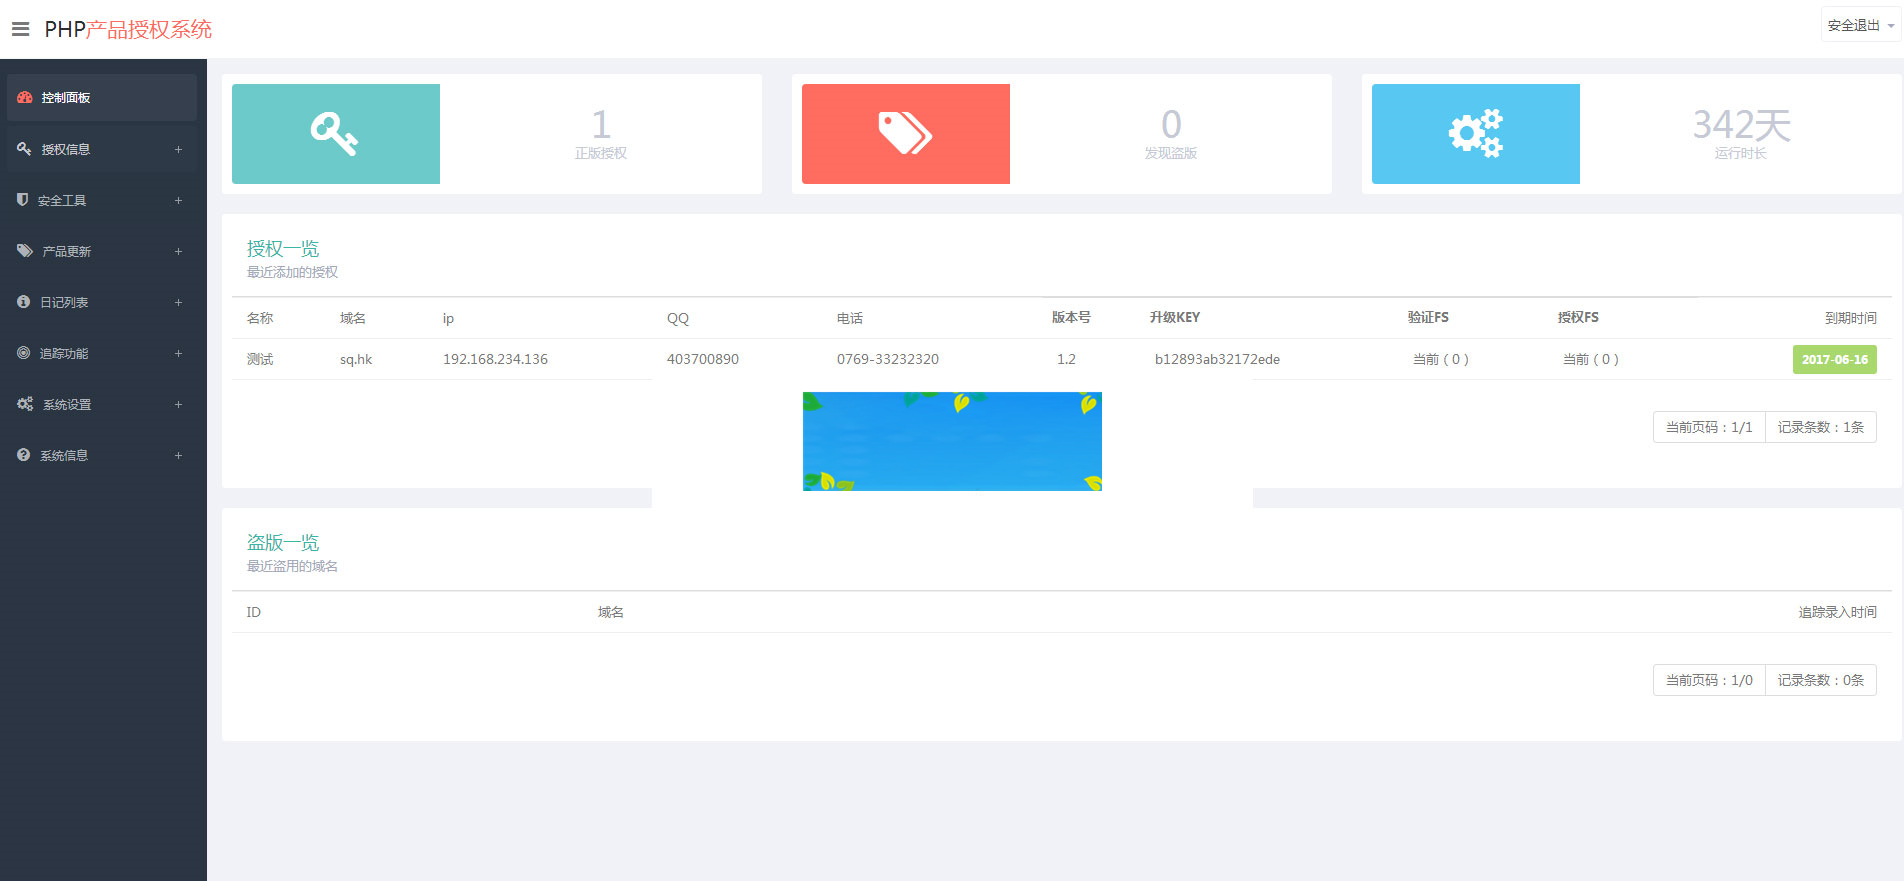 PHP产品授权系统
安全退出
控制面板
授权信息 +
安全工具 +
产品更新 +
日记列表 +
追踪功能 +
系统设置 +
系统信息 +
1
正版授权
0
发现盗版
342天
运行时长
授权一览
最近添加的授权
名称 域名 ip QQ 电话 版本号 升级KEY 验证FS 授权FS 到期时间
测试 sq.hk 192.168.234.136 403700890 0769-33232320 1.2 b12893ab32172ede 当前 ( 0 ) 当前 ( 0 ) 2017-06-16
当前页码：1/1 记录条数：1条
盗版一览
最近盗用的域名
ID 域名 追踪录入时间
当前页码：1/0 记录条数：0条